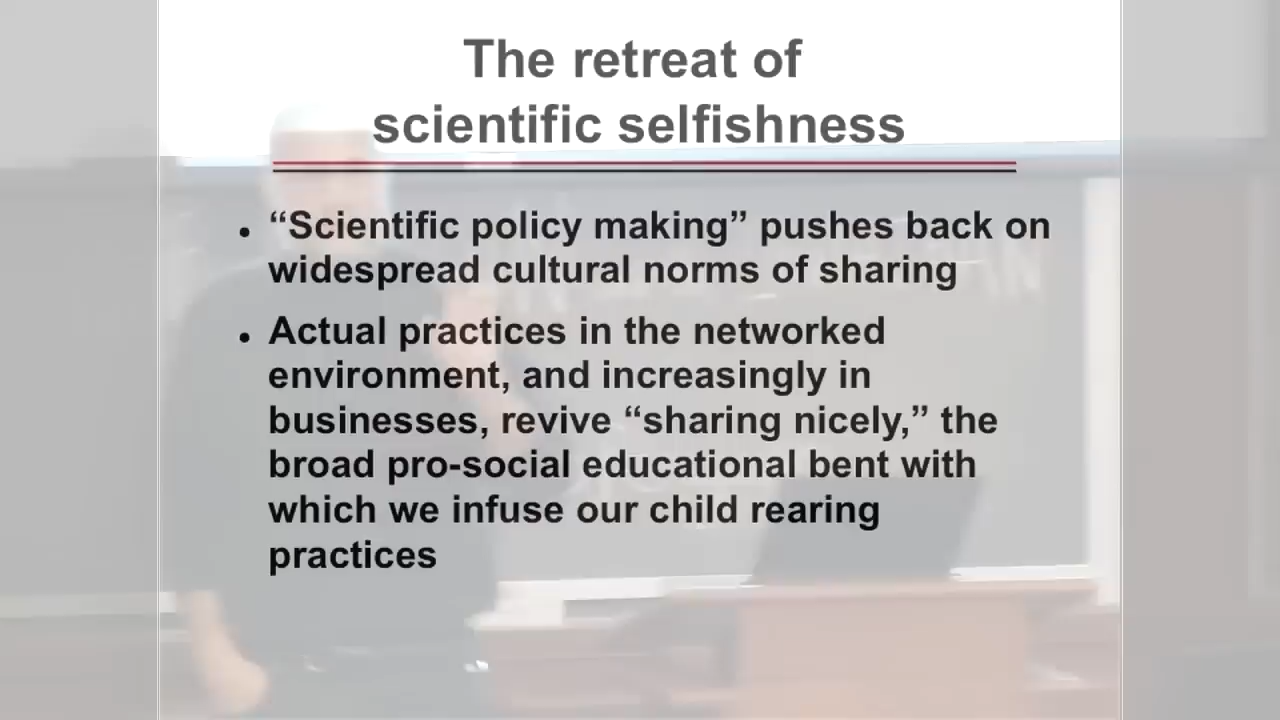 The retreat of
scientific selfishness
• “Scientific policy making” pushes back on
widespread cultural norms of sharing
• Actual practices in the networked
environment, and increasingly in
businesses, revive “sharing nicely,” the
broad pro-social educational bent with
which we infuse our child rearing
practices